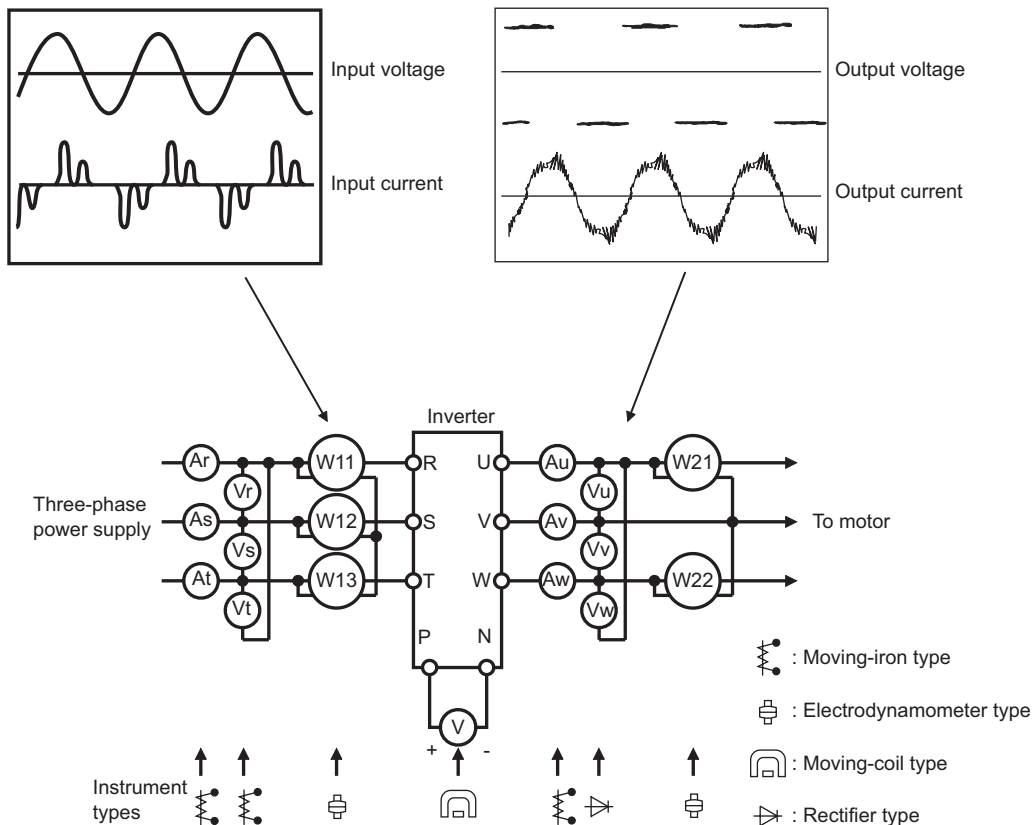 Input voltage
Input current
Output voltage
Output current
Inverter
Ar
W11
R
U
Au
W21
Vr
Vu
Three-phase
power supply
As
W12
S
V
Av
To motor
Vs
Vv
At
W13
T
W
Aw
W22
Vt
Vw
P
N
V
+
-
: Moving-iron type
: Electrodynamometer type
: Moving-coil type
: Rectifier type
Instrument
types